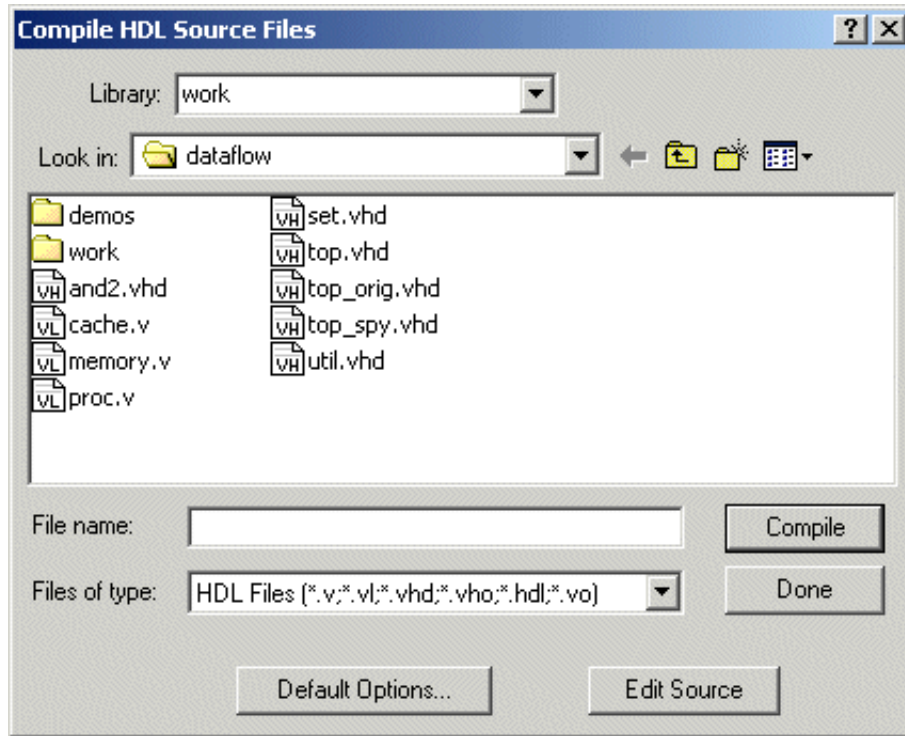 Compile HDL Source Files
Library: work
Look in: dataflow
demos
work
and2.vhd
cache.v
memory.v
proc.v
set.vhd
top.vhd
top_orig.vhd
top_spy.vhd
util.vhd
File name:
Compile
Files of type: HDL Files (*.v;*.vl;*.vhd;*.vho;*.hdl;*.vo)
Done
Default Options...
Edit Source